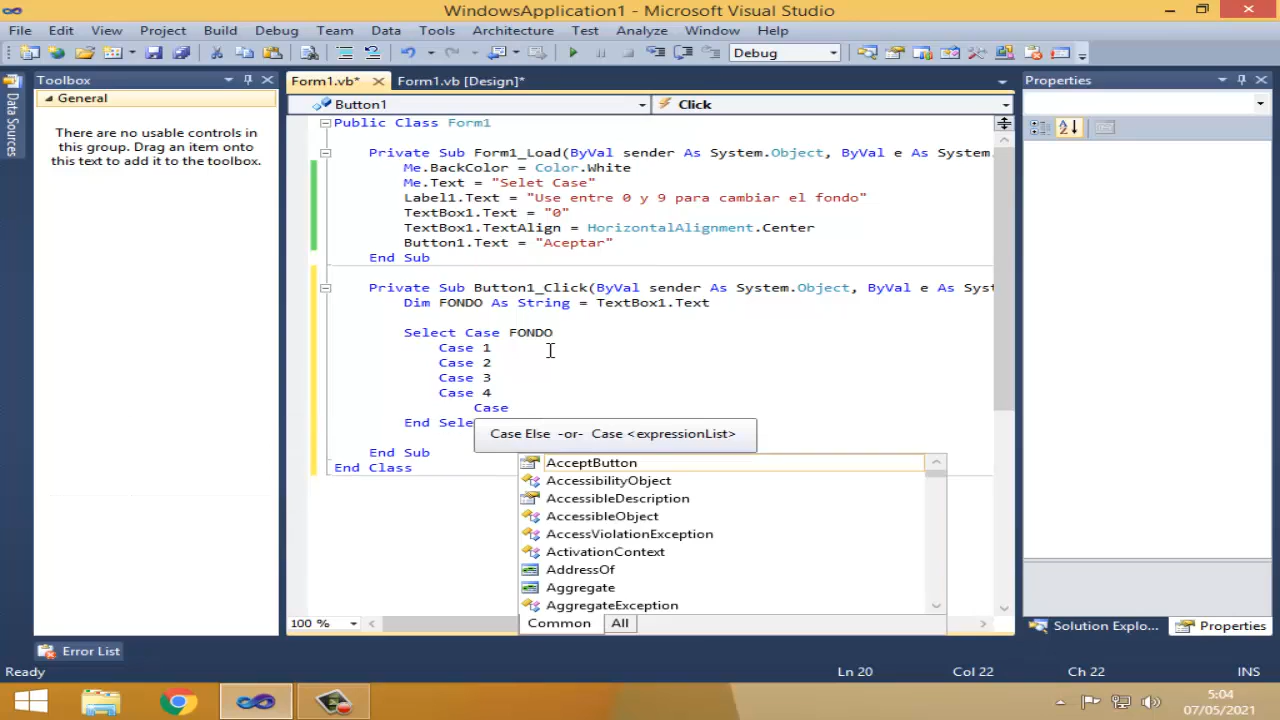 WindowsApplication1 - Microsoft Visual Studio
File Edit View Project Build Debug Team Data Tools Architecture Test Analyze Window Help
Debug
Data Sources
Toolbox
General
There are no usable controls in
this group. Drag an item onto
this text to add it to the toolbox.
Form1.vb* Form1.vb [Design]*
Button1 Click
Public Class Form1
Private Sub Form1_Load(ByVal sender As System.Object, ByVal e As System.
Me.BackColor = Color.White
Me.Text = "Selet Case"
Label1.Text = "Use entre 0 y 9 para cambiar el fondo"
TextBox1.Text = "0"
TextBox1.TextAlign = HorizontalAlignment.Center
Button1.Text = "Aceptar"
End Sub
Private Sub Button1_Click(ByVal sender As System.Object, ByVal e As Syst
Dim FONDO As String = TextBox1.Text
Select Case FONDO
Case 1
Case 2
Case 3
Case 4
Case
End Sele
Case Else -or- Case <expressionList>
End Sub
End Class
AcceptButton
AccessibilityObject
AccessibleDescription
AccessibleObject
AccessViolationException
ActivationContext
AddressOf
Aggregate
AggregateException
Common All
100 %
Properties
Solution Explo... Properties
Error List
Ready Ln 20 Col 22 Ch 22 INS
5:04
07/05/2021